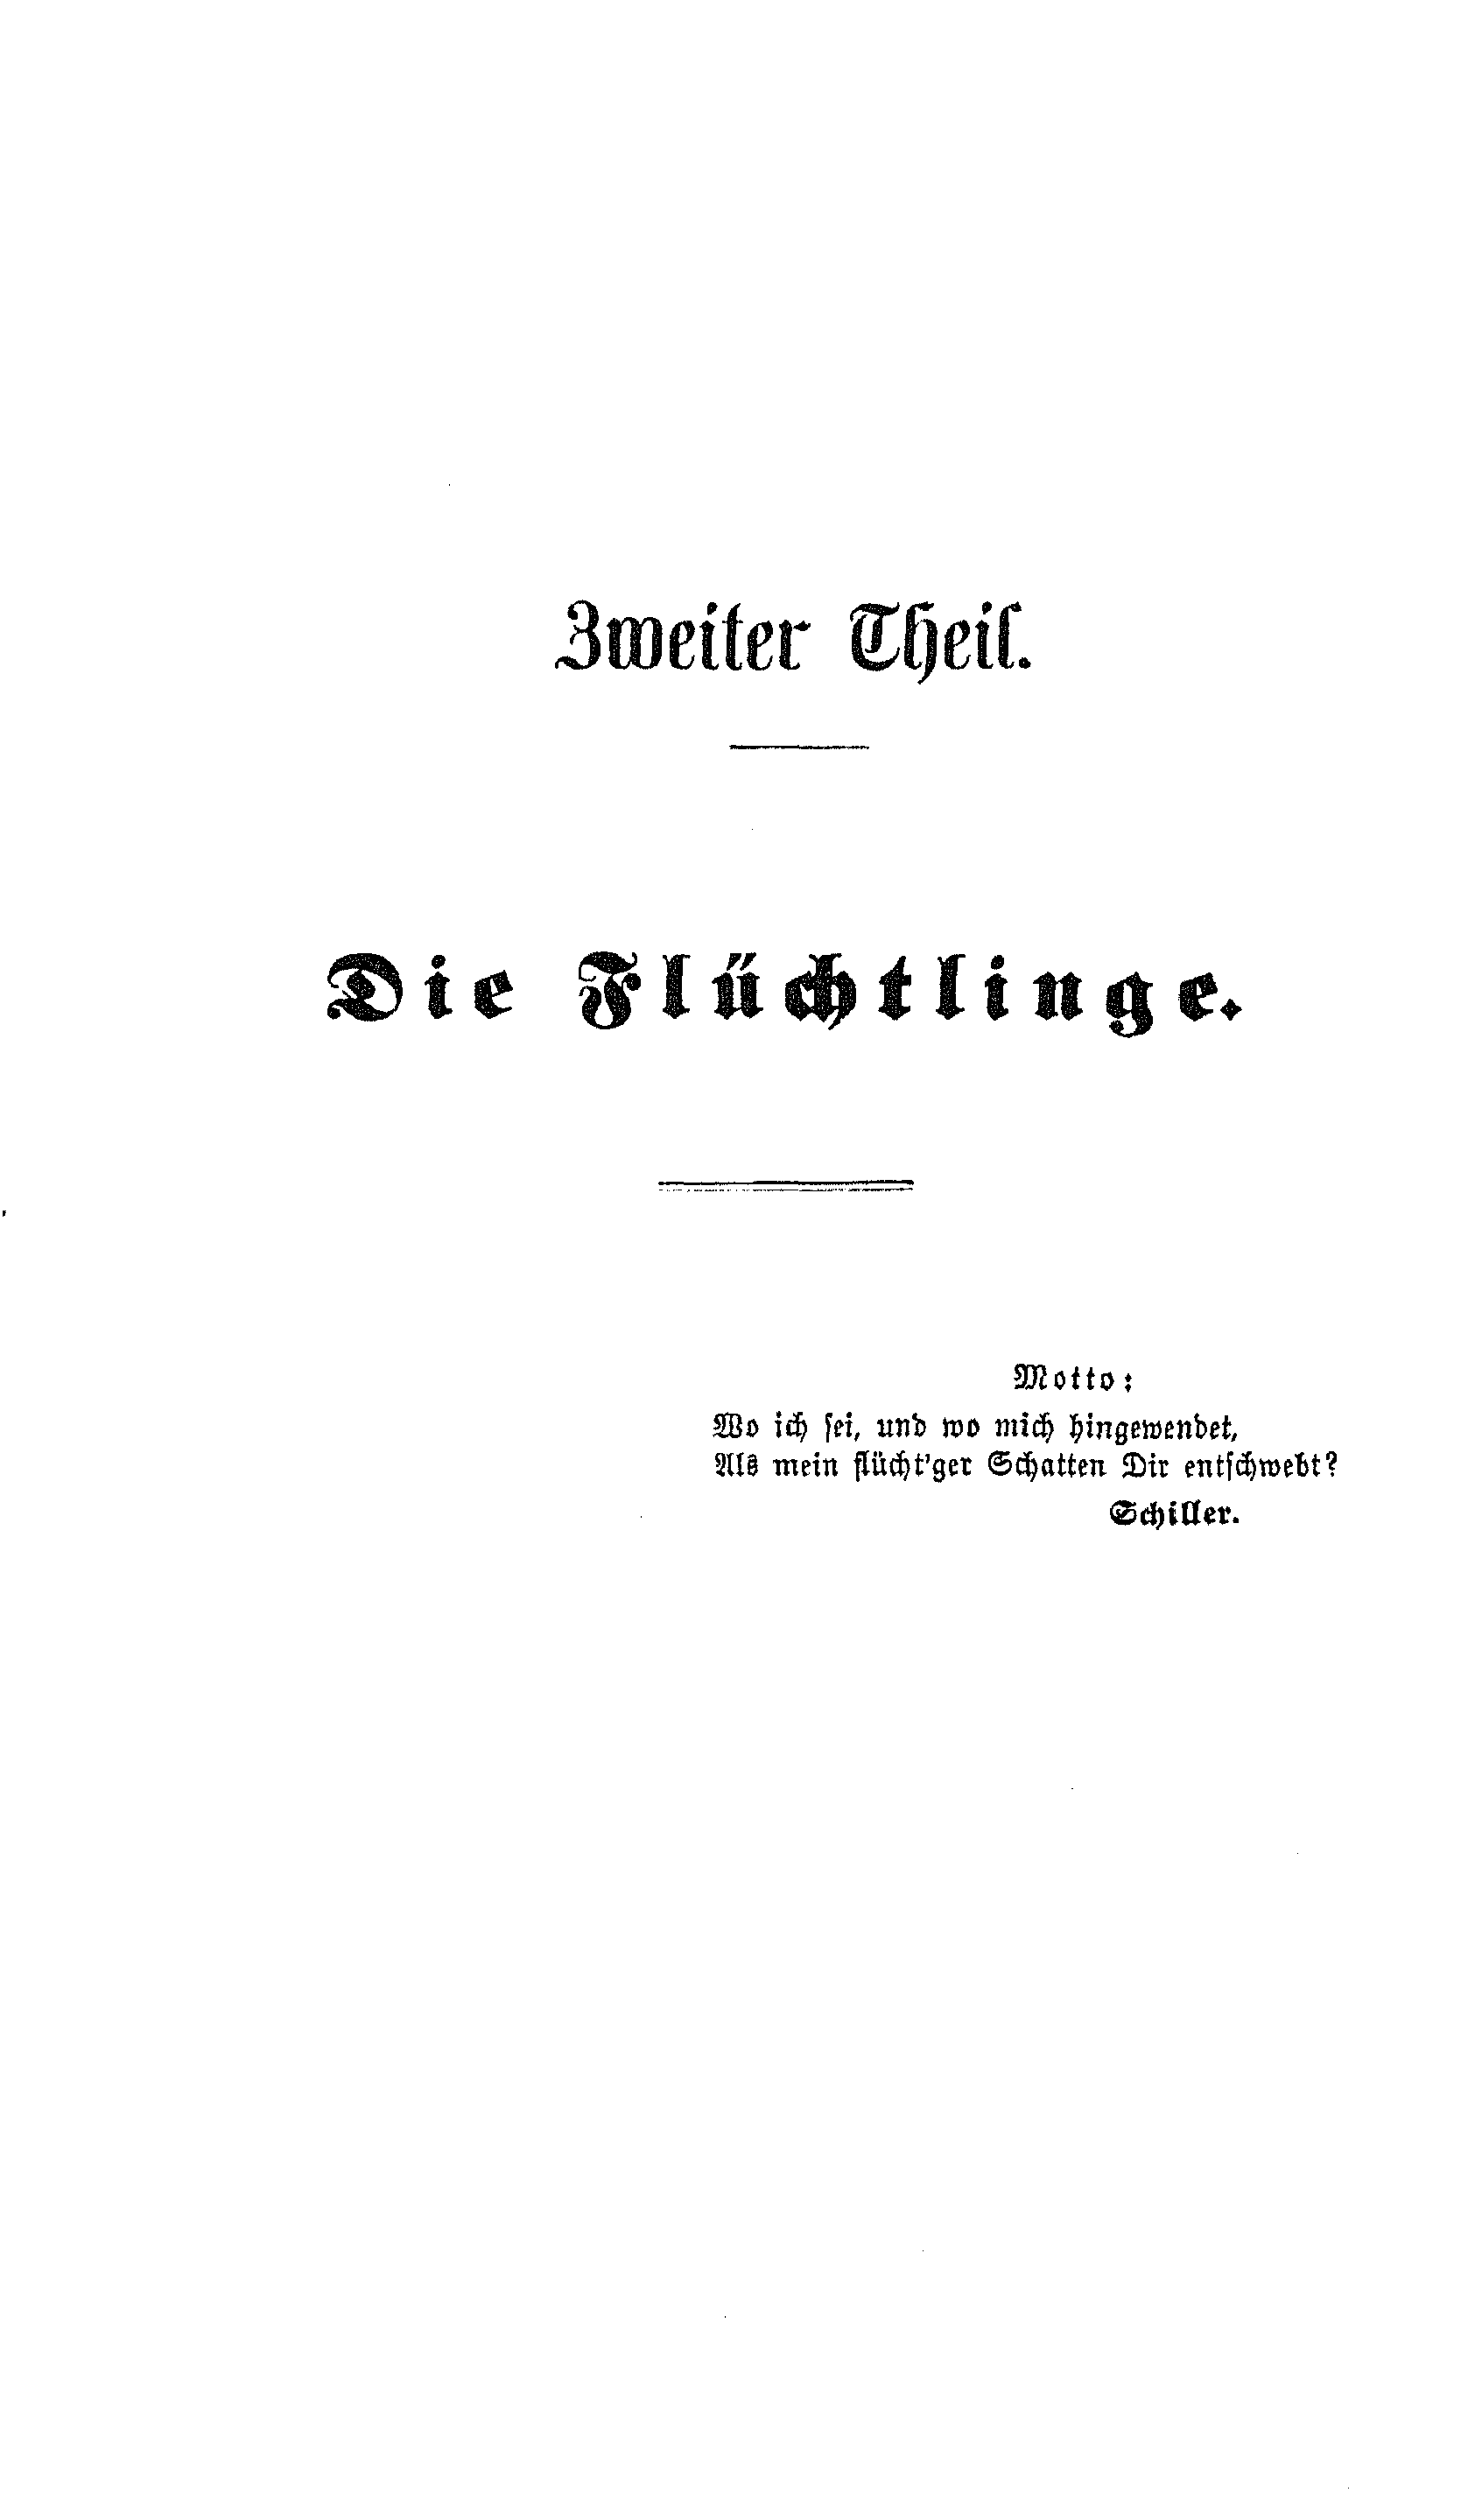 Zweiter Theil.
Die Flüchtlinge.
Motto:
Wo ich sei, und wo mich hingewendet,
Als mein flücht'ger Schatten Dir entschwebt?
Schiller.